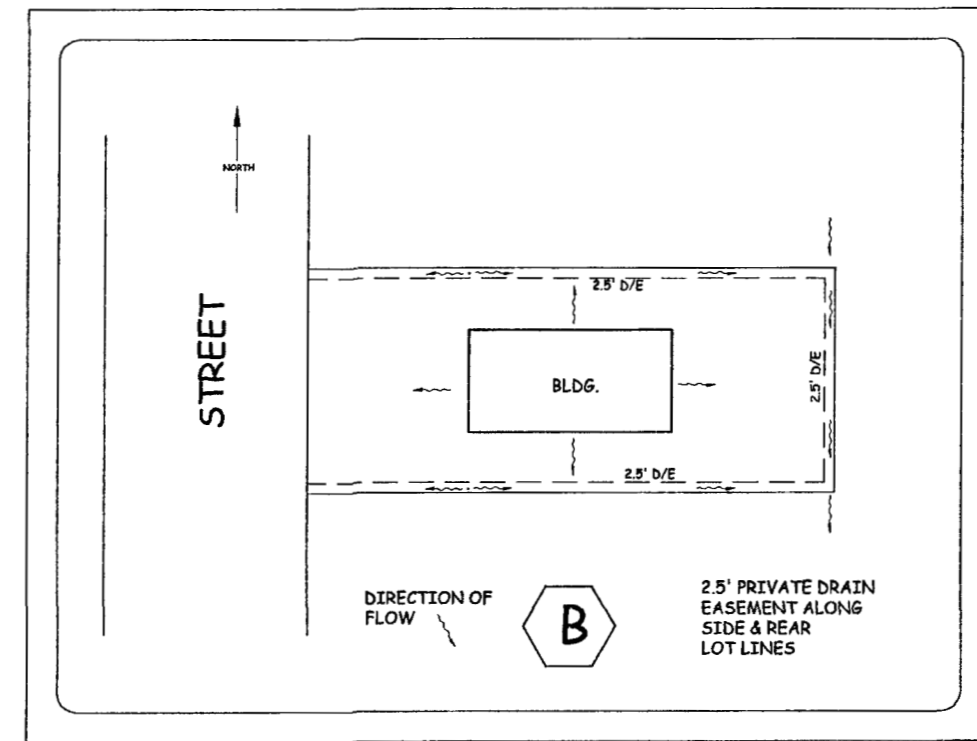 NORTH
STREET
2.5' D/E
BLDG.
2.5' D/E
2.5' D/E
DIRECTION OF
FLOW
B
2.5' PRIVATE DRAIN
EASEMENT ALONG
SIDE & REAR
LOT LINES